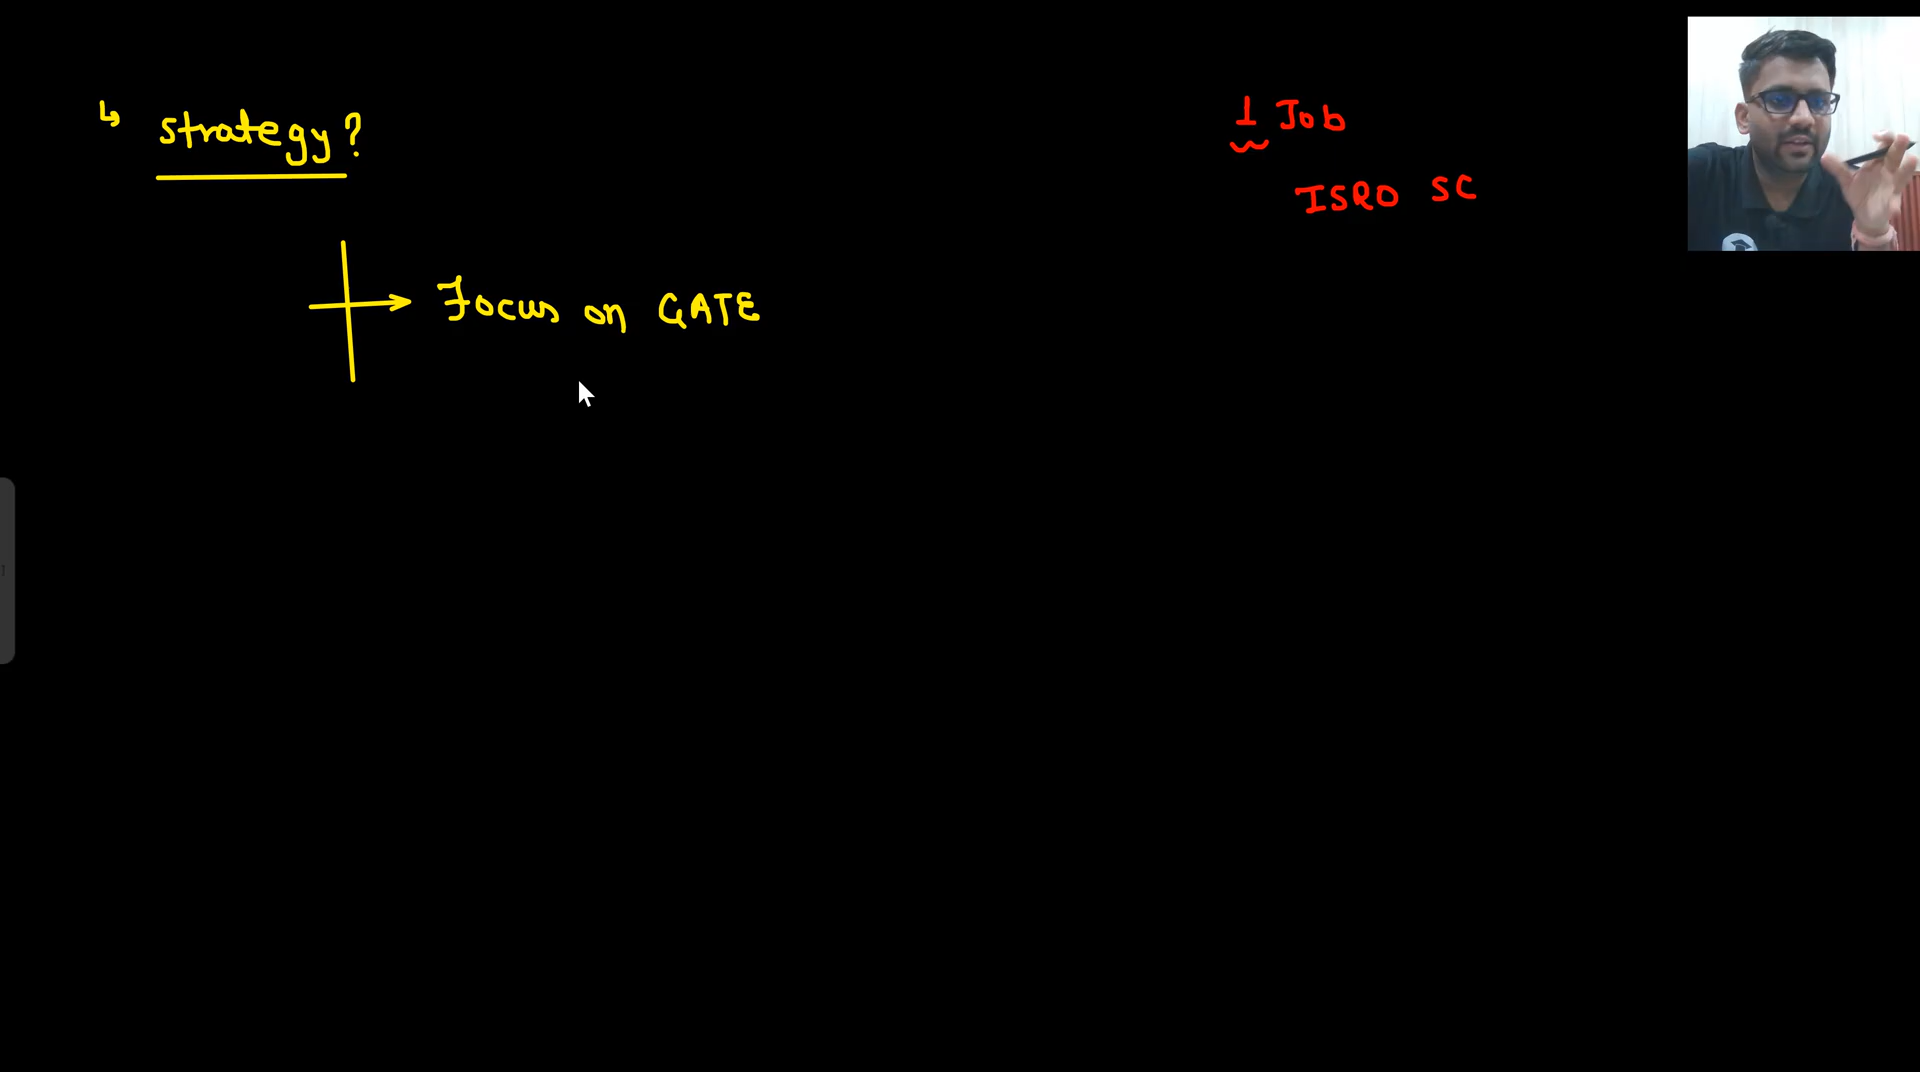 ↳ strategy?
→ Focus on GATE
1 Job
ISRO SC